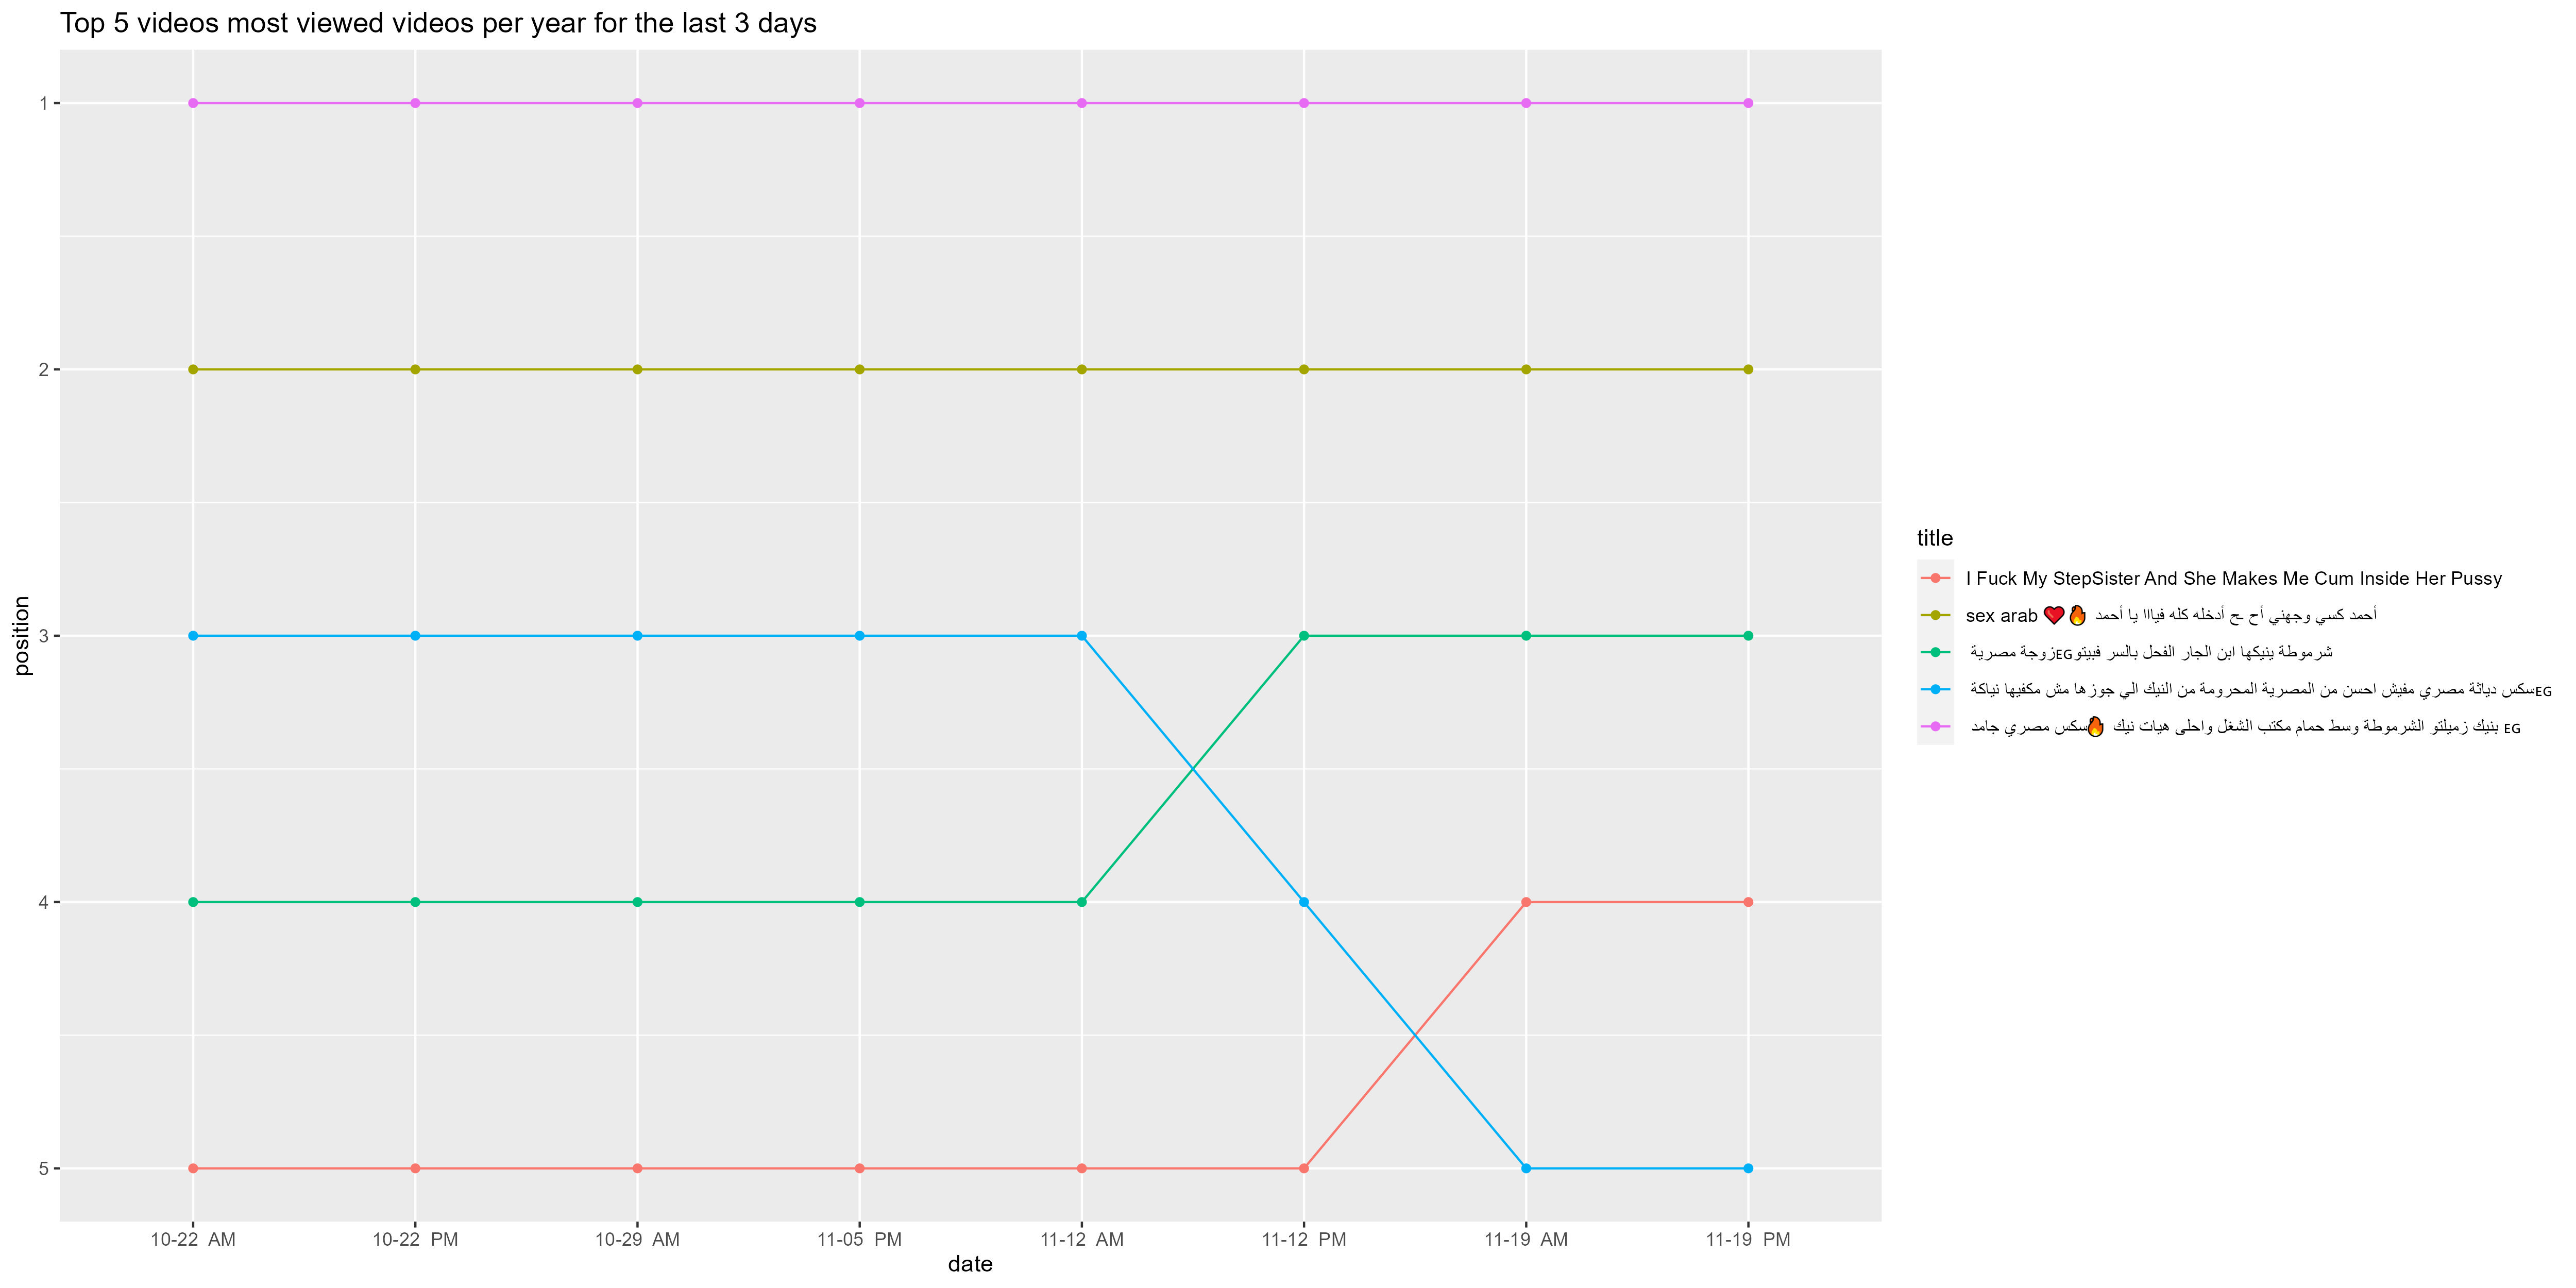 Top 5 videos most viewed videos per year for the last 3 days
1
2
3
4
5
position
10-22 AM
10-22 PM
10-29 AM
11-05 PM
11-12 AM
11-12 PM
11-19 AM
11-19 PM
date
title
I Fuck My StepSister And She Makes Me Cum Inside Her Pussy
sex arab ❤️🔥 أحمد كسي وجهني أح ـح أدخله كله فيااا يا أحمد
شرموطة ينيكها ابن الجار الفحل بالسر فبيتوEGزوجة مصرية
EGسكس دياثة مصري مفيش احسن من المصرية المحرومة من النيك الي جوزها مش مكفيها نياكة
EG بنيك زميلتو الشرموطة وسط حمام مكتب الشغل واحلى هيات نيك 🔥سكس مصري جامد